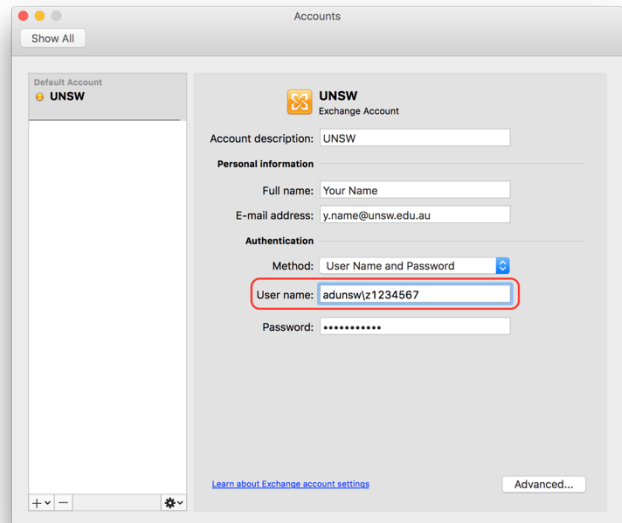 Accounts
Show All
Default Account
UNSW
UNSW
Exchange Account
Account description: UNSW
Personal information
Full name: Your Name
E-mail address: y.name@unsw.edu.au
Authentication
Method: User Name and Password
User name: adunsw\z1234567
Password: •••••••••••
Learn about Exchange account settings
Advanced...